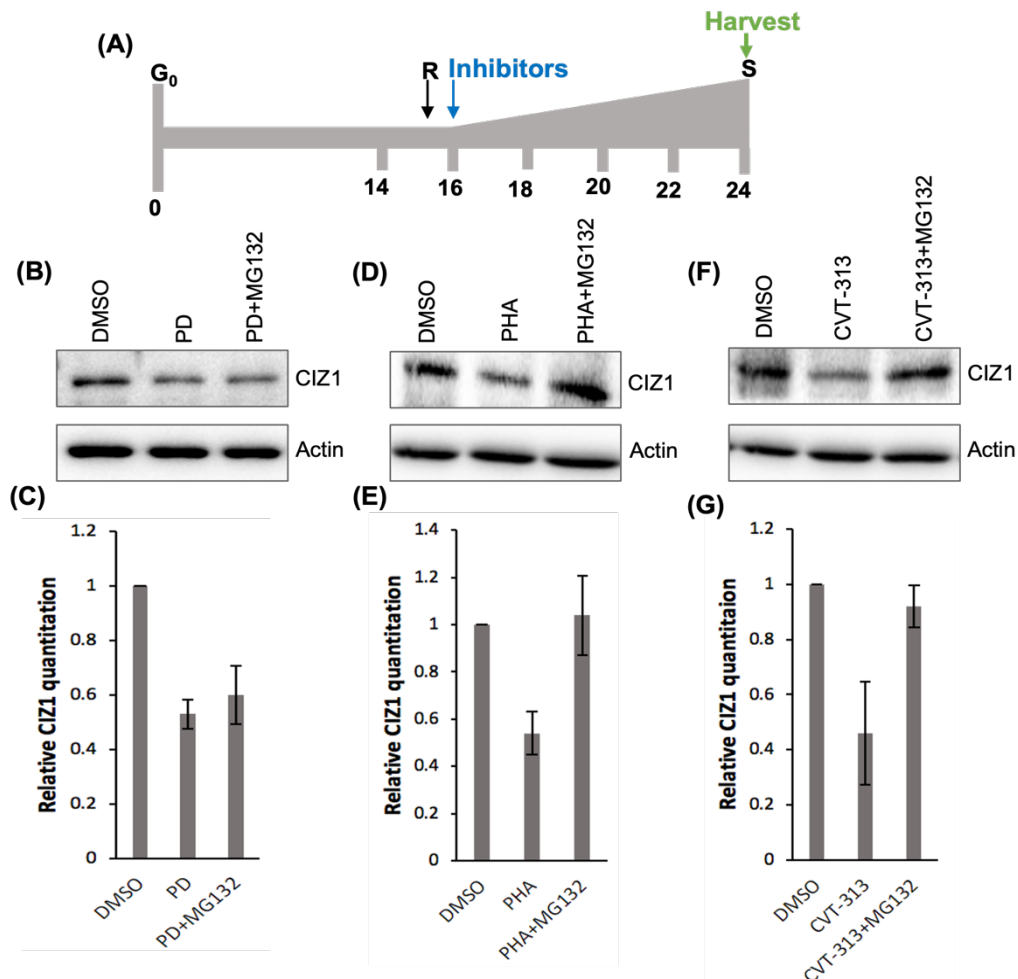 (A)
Harvest
G0
R
Inhibitors
S
0
14
16
18
20
22
24
(B)
DMSO
PD
PD+MG132
CIZ1
Actin
(D)
DMSO
PHA
PHA+MG132
CIZ1
Actin
(F)
DMSO
CVT-313
CVT-313+MG132
CIZ1
Actin
(C)
Relative CIZ1 quantitation
1.2
1
0.8
0.6
0.4
0.2
0
DMSO
PD
PD+MG132
(E)
Relative CIZ1 quantitation
1.4
1.2
1
0.8
0.6
0.4
0.2
0
DMSO
PHA
PHA+MG132
(G)
Relative CIZ1 quantitaion
1.2
1
0.8
0.6
0.4
0.2
0
DMSO
CVT-313
CVT-313+MG132